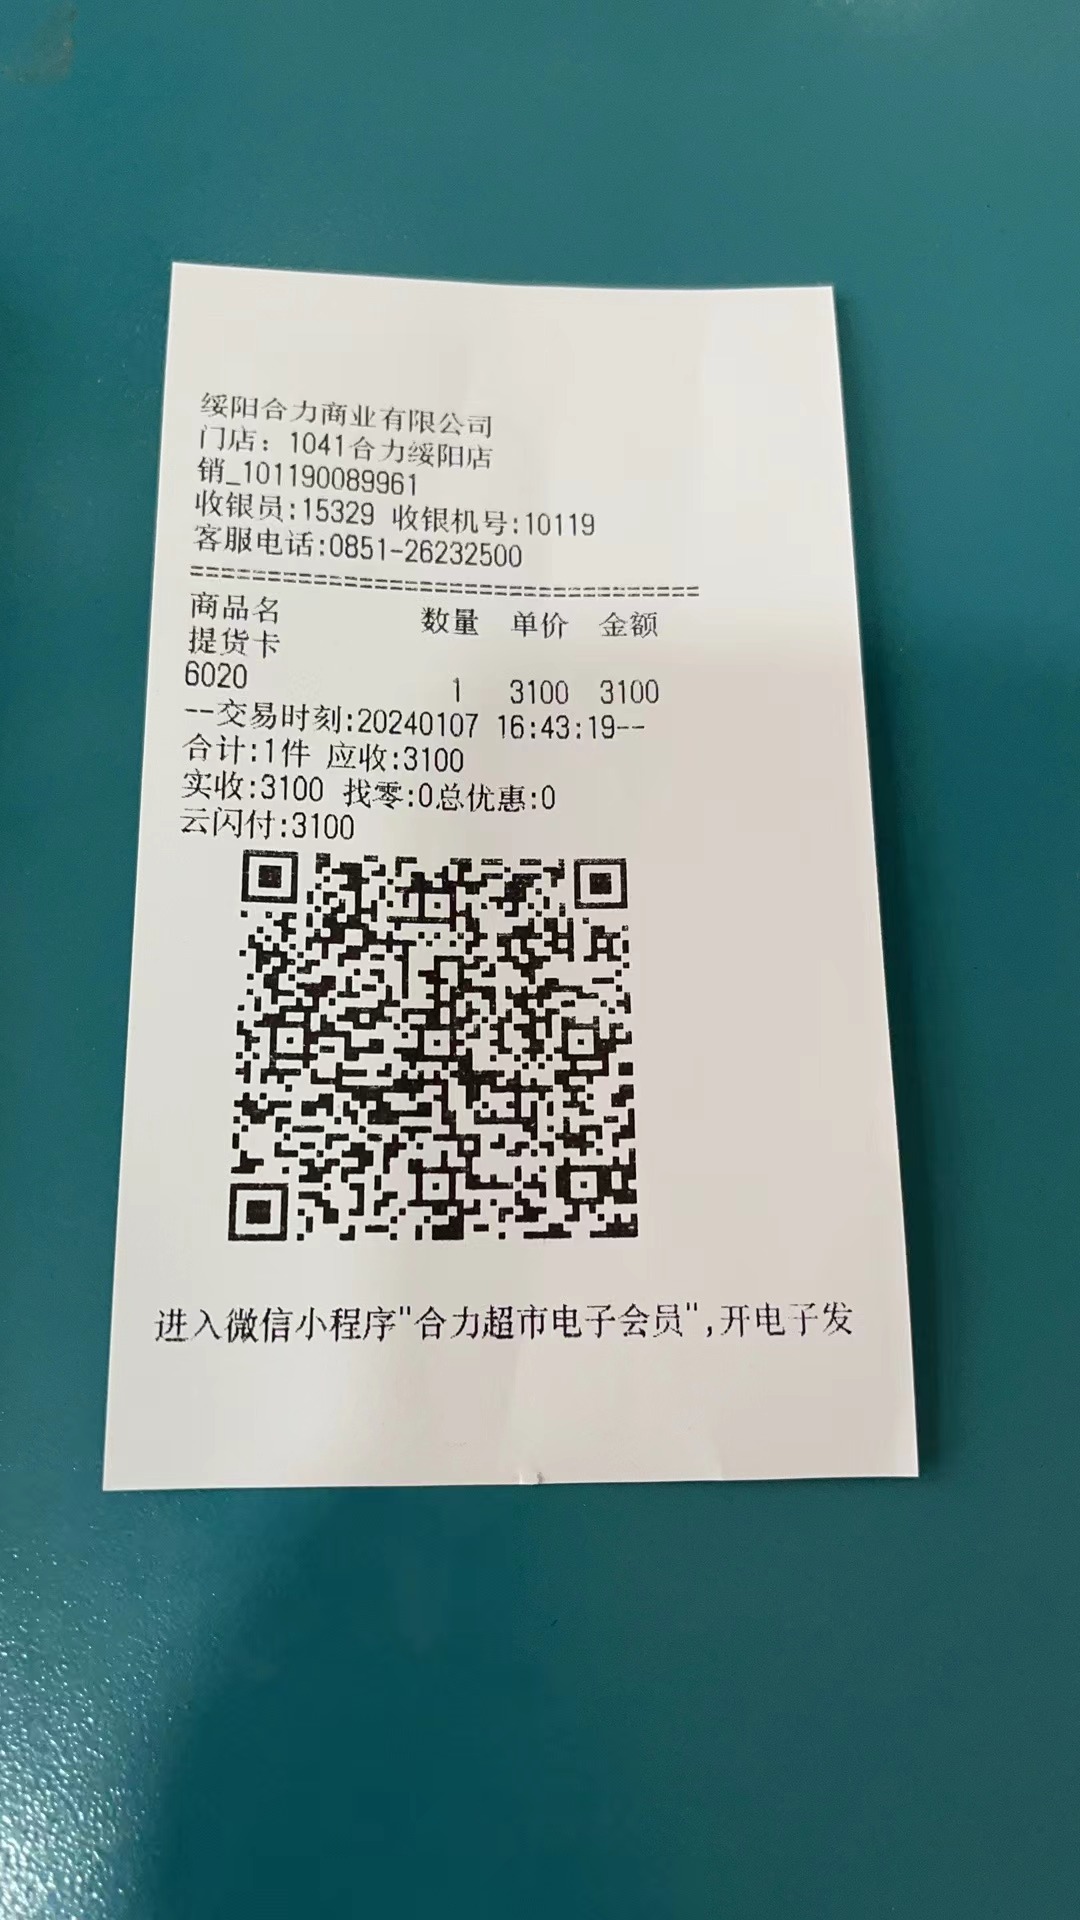 绥阳合力商业有限公司
门店：1041合力绥阳店
销_101190089961
收银员:15329 收银机号:10119
客服电话:0851-26232500
=================================
商品名 数量 单价 金额
提货卡
6020 1 3100 3100
--交易时刻:20240107 16:43:19--
合计:1件 应收:3100
实收:3100 找零:0总优惠:0
云闪付:3100
进入微信小程序"合力超市电子会员",开电子发